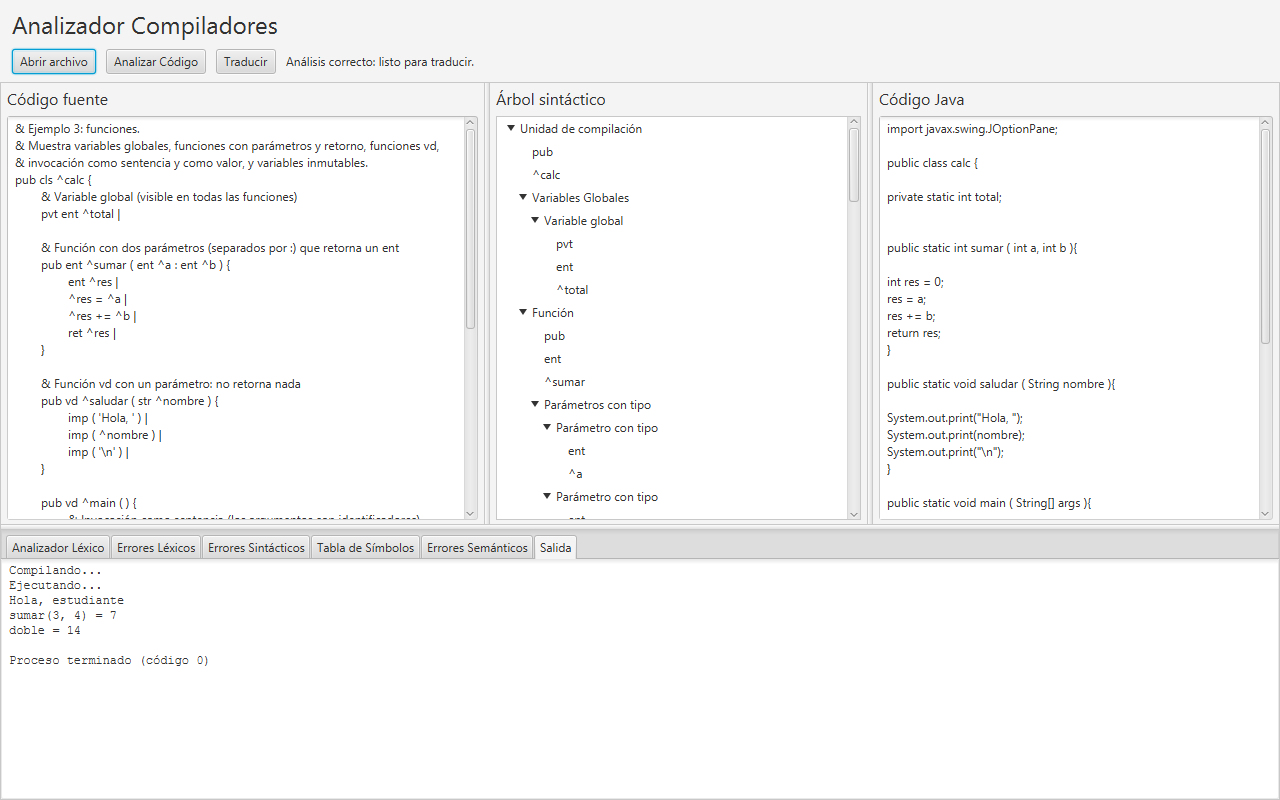 Analizador Compiladores
Abrir archivo
Analizar Código
Traducir
Análisis correcto: listo para traducir.
Código fuente
& Ejemplo 3: funciones.
& Muestra variables globales, funciones con parámetros y retorno, funciones vd,
& invocación como sentencia y como valor, y variables inmutables.
pub cls ^calc {
& Variable global (visible en todas las funciones)
pvt ent ^total |
& Función con dos parámetros (separados por :) que retorna un ent
pub ent ^sumar ( ent ^a : ent ^b ) {
ent ^res |
^res = ^a |
^res += ^b |
ret ^res |
}
& Función vd con un parámetro: no retorna nada
pub vd ^saludar ( str ^nombre ) {
imp ( 'Hola, ' ) |
imp ( ^nombre ) |
imp ( '\n' ) |
}
pub vd ^main ( ) {
& Invocación como sentencia (los argumentos son identificadores)
Árbol sintáctico
Unidad de compilación
pub
^calc
Variables Globales
Variable global
pvt
ent
^total
Función
pub
ent
^sumar
Parámetros con tipo
Parámetro con tipo
ent
^a
Parámetro con tipo
ent
Código Java
import javax.swing.JOptionPane;
public class calc {
private static int total;
public static int sumar ( int a, int b ){
int res = 0;
res = a;
res += b;
return res;
}
public static void saludar ( String nombre ){
System.out.print("Hola, ");
System.out.print(nombre);
System.out.print("\n");
}
public static void main ( String[] args ){
Analizador Léxico
Errores Léxicos
Errores Sintácticos
Tabla de Símbolos
Errores Semánticos
Salida
Compilando...
Ejecutando...
Hola, estudiante
sumar(3, 4) = 7
doble = 14
Proceso terminado (código 0)